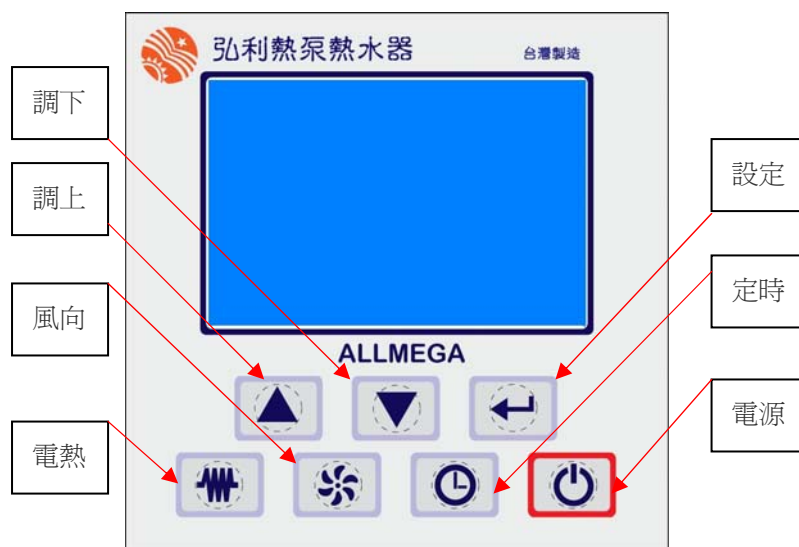 弘利熱泵熱水器
台灣製造
調下
調上
風向
電熱
設定
定時
電源
ALLMEGA